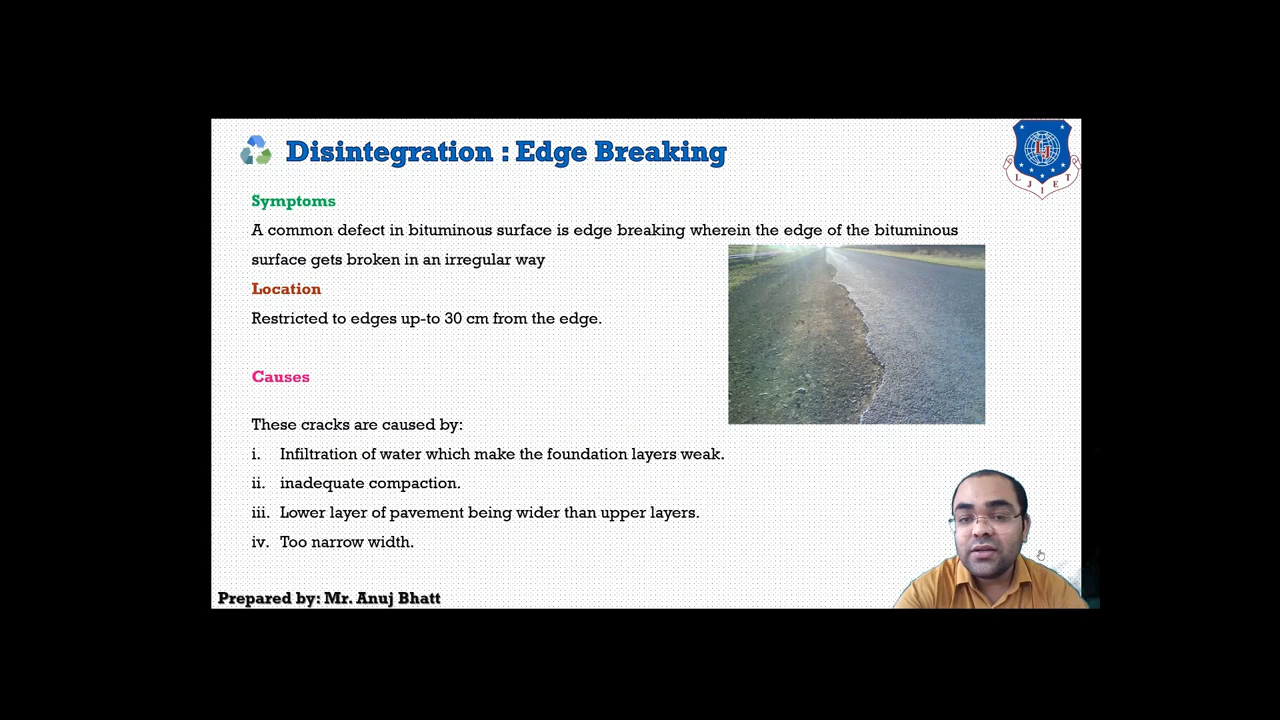 Disintegration : Edge Breaking
LJ
L J I E T
Symptoms
A common defect in bituminous surface is edge breaking wherein the edge of the bituminous
surface gets broken in an irregular way
Location
Restricted to edges up-to 30 cm from the edge.
Causes
These cracks are caused by:
i. Infiltration of water which make the foundation layers weak.
ii. inadequate compaction.
iii. Lower layer of pavement being wider than upper layers.
iv. Too narrow width.
Prepared by: Mr. Anuj Bhatt